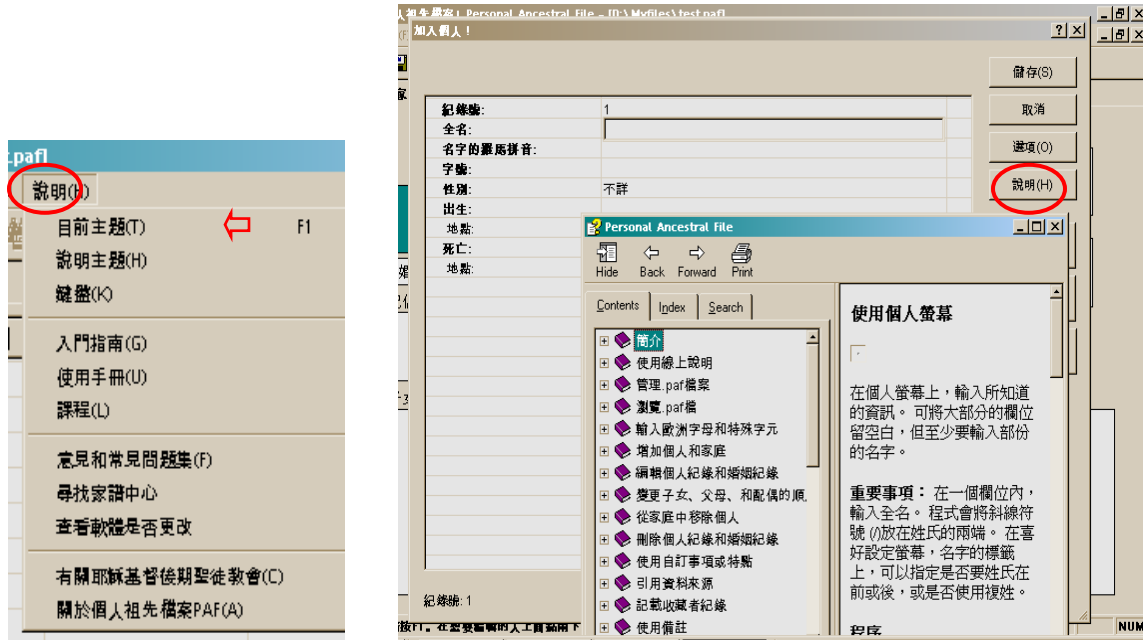 .pafl
說明(H)
目前主題(T) F1
說明主題(H)
鍵盤(K)
入門指南(G)
使用手冊(U)
課程(L)
意見和常見問題集(F)
尋找家譜中心
查看軟體是否更改
有關耶穌基督後期聖徒教會(C)
關於個人祖先檔案PAF(A)
人祖先檔案! Personal Ancestral File - [D:\Myfiles\test.paf]
加入個人!
儲存(S)
取消
選項(O)
說明(H)
紀錄號: 1
全名:
名字的羅馬拼音:
字號:
性別: 不詳
出生:
地點:
死亡:
地點:
Personal Ancestral File
Hide Back Forward Print
Contents Index Search
簡介
使用線上說明
管理.paf檔案
瀏覽.paf檔
輸入歐洲字母和特殊字元
增加個人和家庭
編輯個人紀錄和婚姻紀錄
變更子女、父母、和配偶的順
從家庭中移除個人
刪除個人紀錄和婚姻紀錄
使用自訂事項或特點
引用資料來源
記載收藏者紀錄
使用備註
使用個人螢幕
在個人螢幕上，輸入所知道
的資訊。可將大部分的欄位
留空白，但至少要輸入部份
的名字。
重要事項： 在一個欄位內，
輸入全名。程式會將斜線符
號 (/)放在姓氏的兩端。在喜
好設定螢幕，名字的標籤
上，可以指定是否要姓氏在
前或後，或是否使用複姓。
程序
紀錄號: 1
NUM